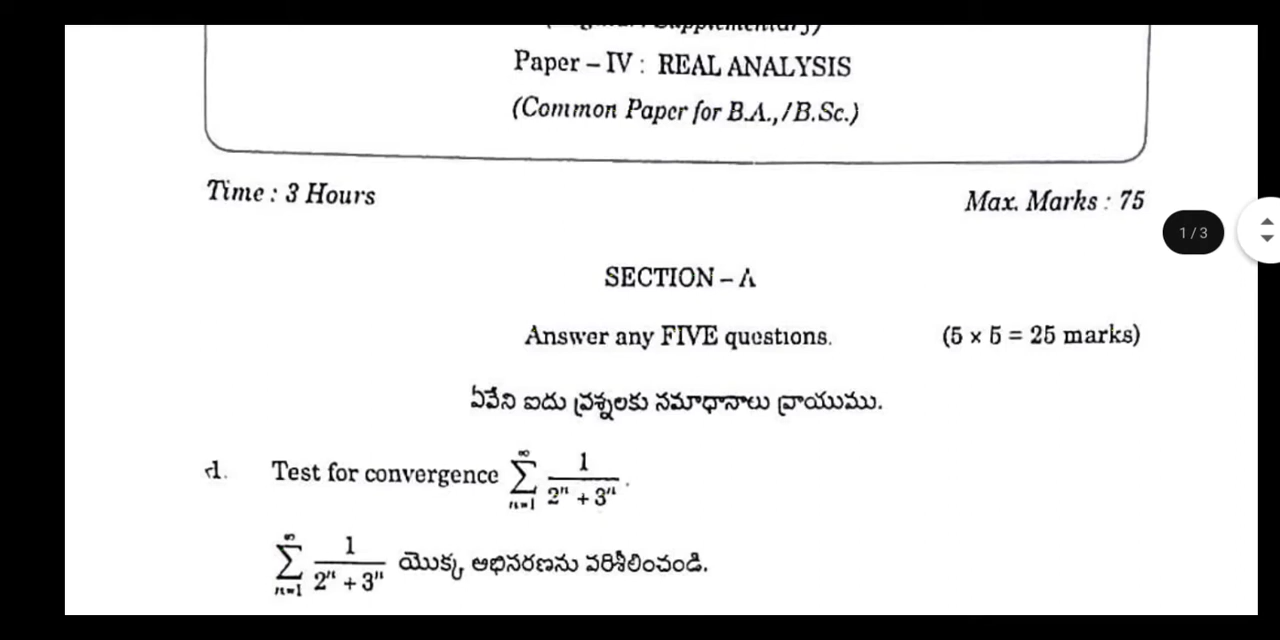 Paper – IV : REAL ANALYSIS
(Common Paper for B.A.,/B.Sc.)
Time : 3 Hours
Max. Marks : 75
1 / 3
SECTION – A
Answer any FIVE questions. (5 × 5 = 25 marks)
ఏవేని ఐదు ప్రశ్నలకు సమాధానాలు వ్రాయుము.
1. Test for convergence ∑_{n=1}^{∞} 1/(2^n + 3^n).
∑_{n=1}^{∞} 1/(2^n + 3^n) యొక్క అభిసరణను పరిశీలించండి.